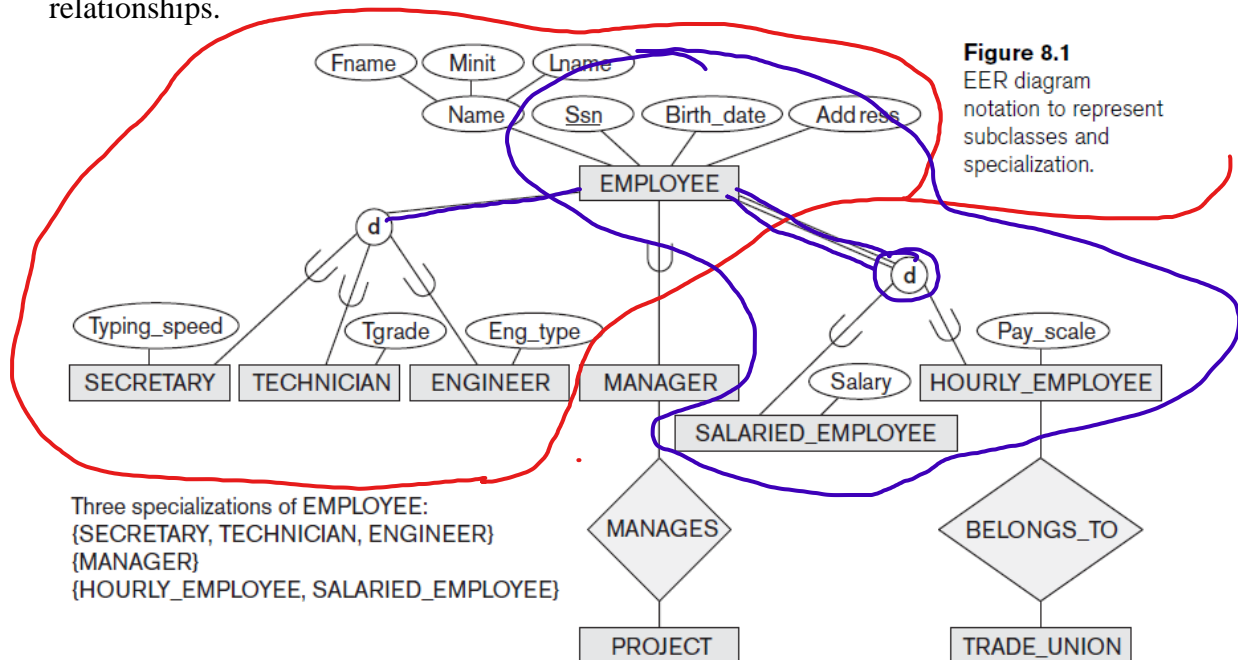 relationships.
Figure 8.1
EER diagram
notation to represent
subclasses and
specialization.
Fname Minit Lname
Name Ssn Birth_date Address
EMPLOYEE
d
d
Typing_speed Tgrade Eng_type Pay_scale
SECRETARY TECHNICIAN ENGINEER MANAGER Salary HOURLY_EMPLOYEE
SALARIED_EMPLOYEE
Three specializations of EMPLOYEE:
{SECRETARY, TECHNICIAN, ENGINEER}
{MANAGER}
{HOURLY_EMPLOYEE, SALARIED_EMPLOYEE}
MANAGES BELONGS_TO
PROJECT TRADE_UNION